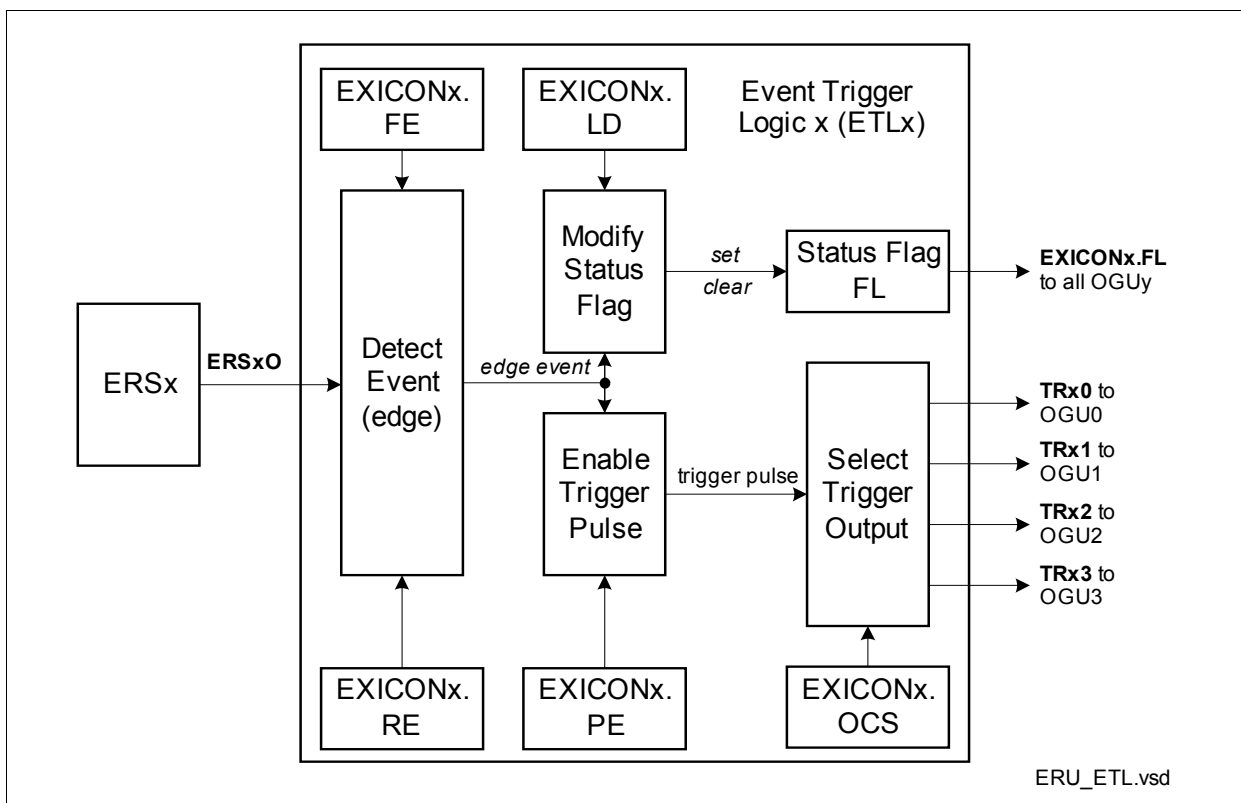 EXICONx.
FE
EXICONx.
LD
Event Trigger
Logic x (ETLx)
ERSx
ERSxO
Detect
Event
(edge)
edge event
Modify
Status
Flag
set
clear
Status Flag
FL
EXICONx.FL
to all OGUy
Enable
Trigger
Pulse
trigger pulse
Select
Trigger
Output
TRx0 to
OGU0
TRx1 to
OGU1
TRx2 to
OGU2
TRx3 to
OGU3
EXICONx.
RE
EXICONx.
PE
EXICONx.
OCS
ERU_ETL.vsd